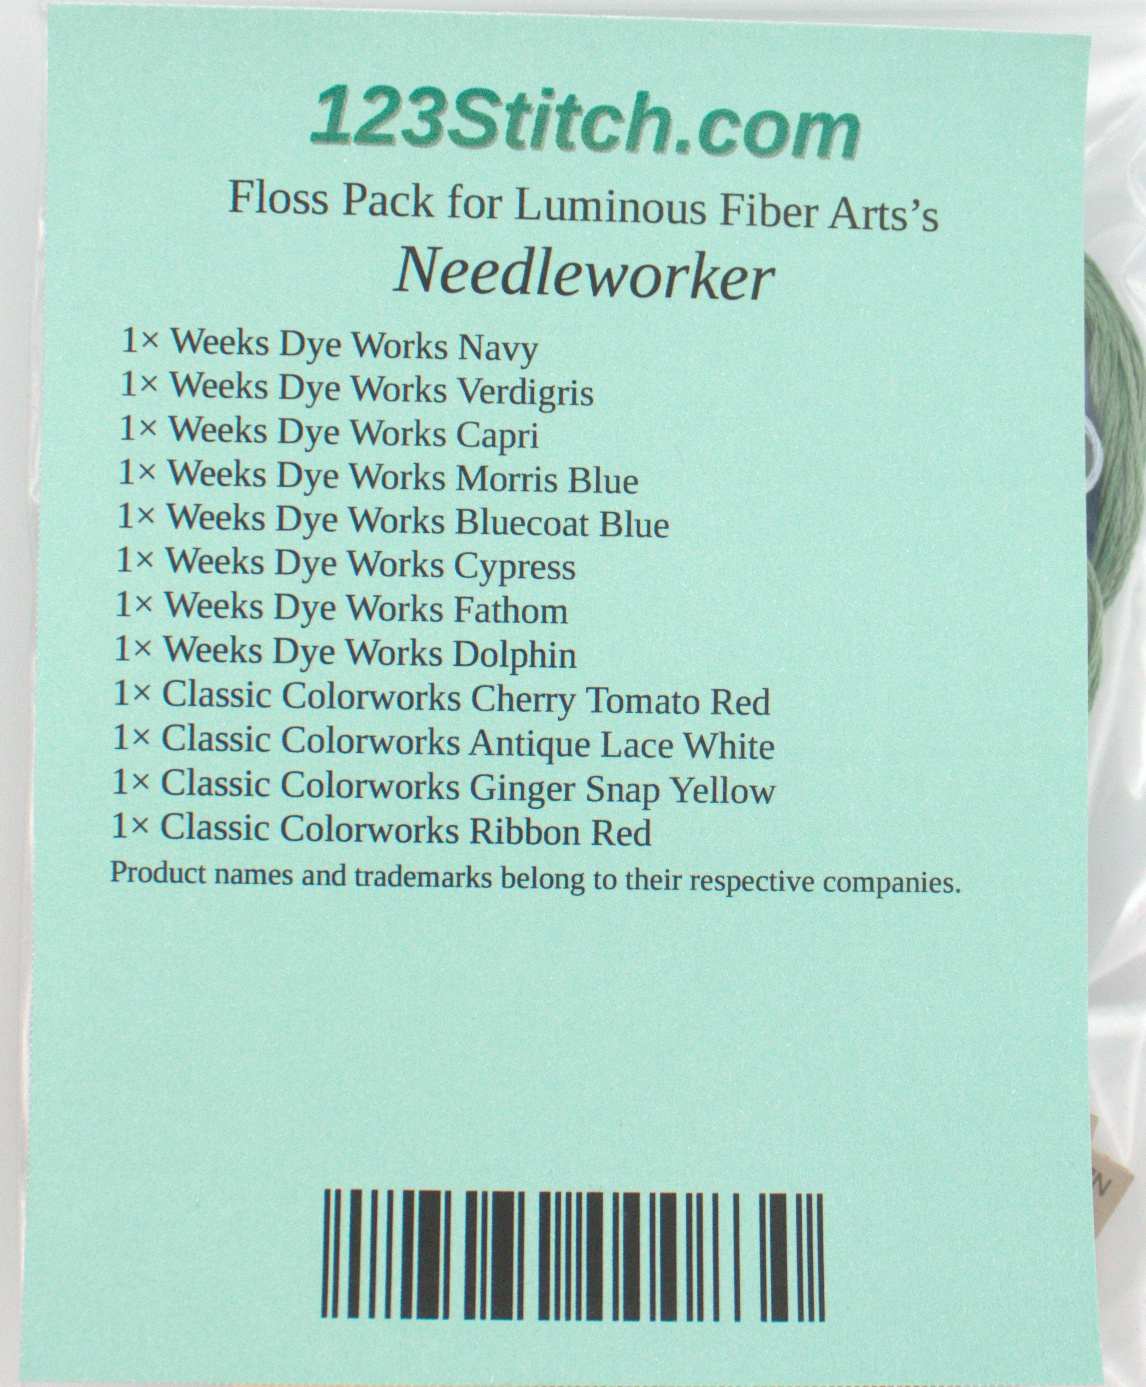 123Stitch.com
Floss Pack for Luminous Fiber Arts’s
Needleworker
1× Weeks Dye Works Navy
1× Weeks Dye Works Verdigris
1× Weeks Dye Works Capri
1× Weeks Dye Works Morris Blue
1× Weeks Dye Works Bluecoat Blue
1× Weeks Dye Works Cypress
1× Weeks Dye Works Fathom
1× Weeks Dye Works Dolphin
1× Classic Colorworks Cherry Tomato Red
1× Classic Colorworks Antique Lace White
1× Classic Colorworks Ginger Snap Yellow
1× Classic Colorworks Ribbon Red
Product names and trademarks belong to their respective companies.